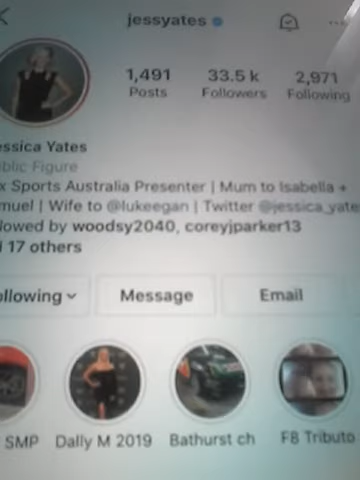 jessyates
1,491 33.5 k 2,971
Posts Followers Following
essica Yates
blic Figure
x Sports Australia Presenter | Mum to Isabella +
muel | Wife to @lukeegan | Twitter @jessica_yate
lowed by woodsy2040, coreyjparker13
l 17 others
ollowing Message Email
SMP Dally M 2019 Bathurst ch F8 Tributo